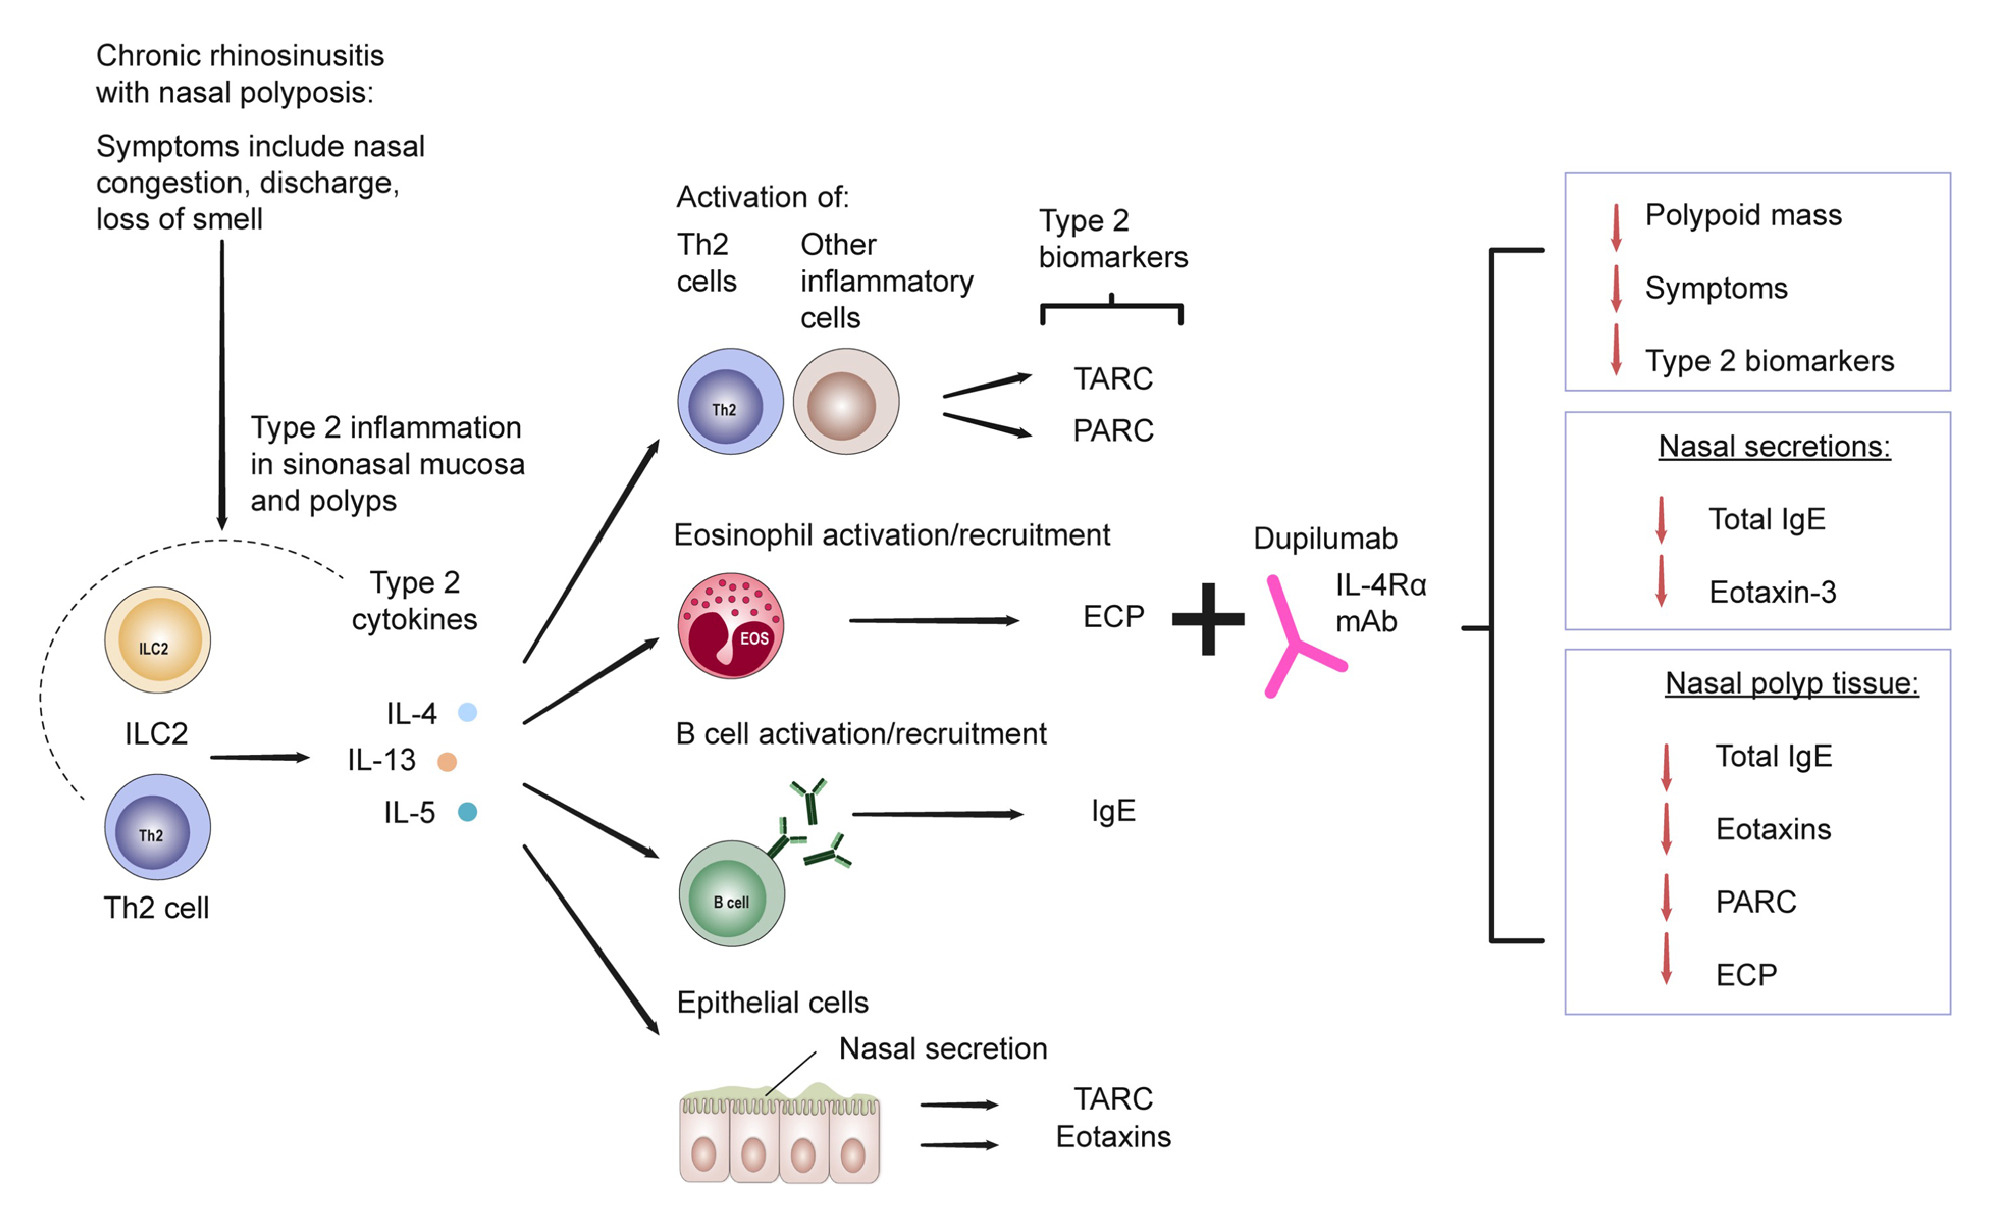 Chronic rhinosinusitis
with nasal polyposis:
Symptoms include nasal
congestion, discharge,
loss of smell
Type 2 inflammation
in sinonasal mucosa
and polyps
ILC2
ILC2
Th2
Th2 cell
Type 2
cytokines
IL-4
IL-13
IL-5
Activation of:
Th2
cells
Other
inflammatory
cells
Th2
Type 2
biomarkers
TARC
PARC
Eosinophil activation/recruitment
EOS
ECP
B cell activation/recruitment
B cell
IgE
Epithelial cells
Nasal secretion
TARC
Eotaxins
Dupilumab
IL-4Rα
mAb
Polypoid mass
Symptoms
Type 2 biomarkers
Nasal secretions:
Total IgE
Eotaxin-3
Nasal polyp tissue:
Total IgE
Eotaxins
PARC
ECP